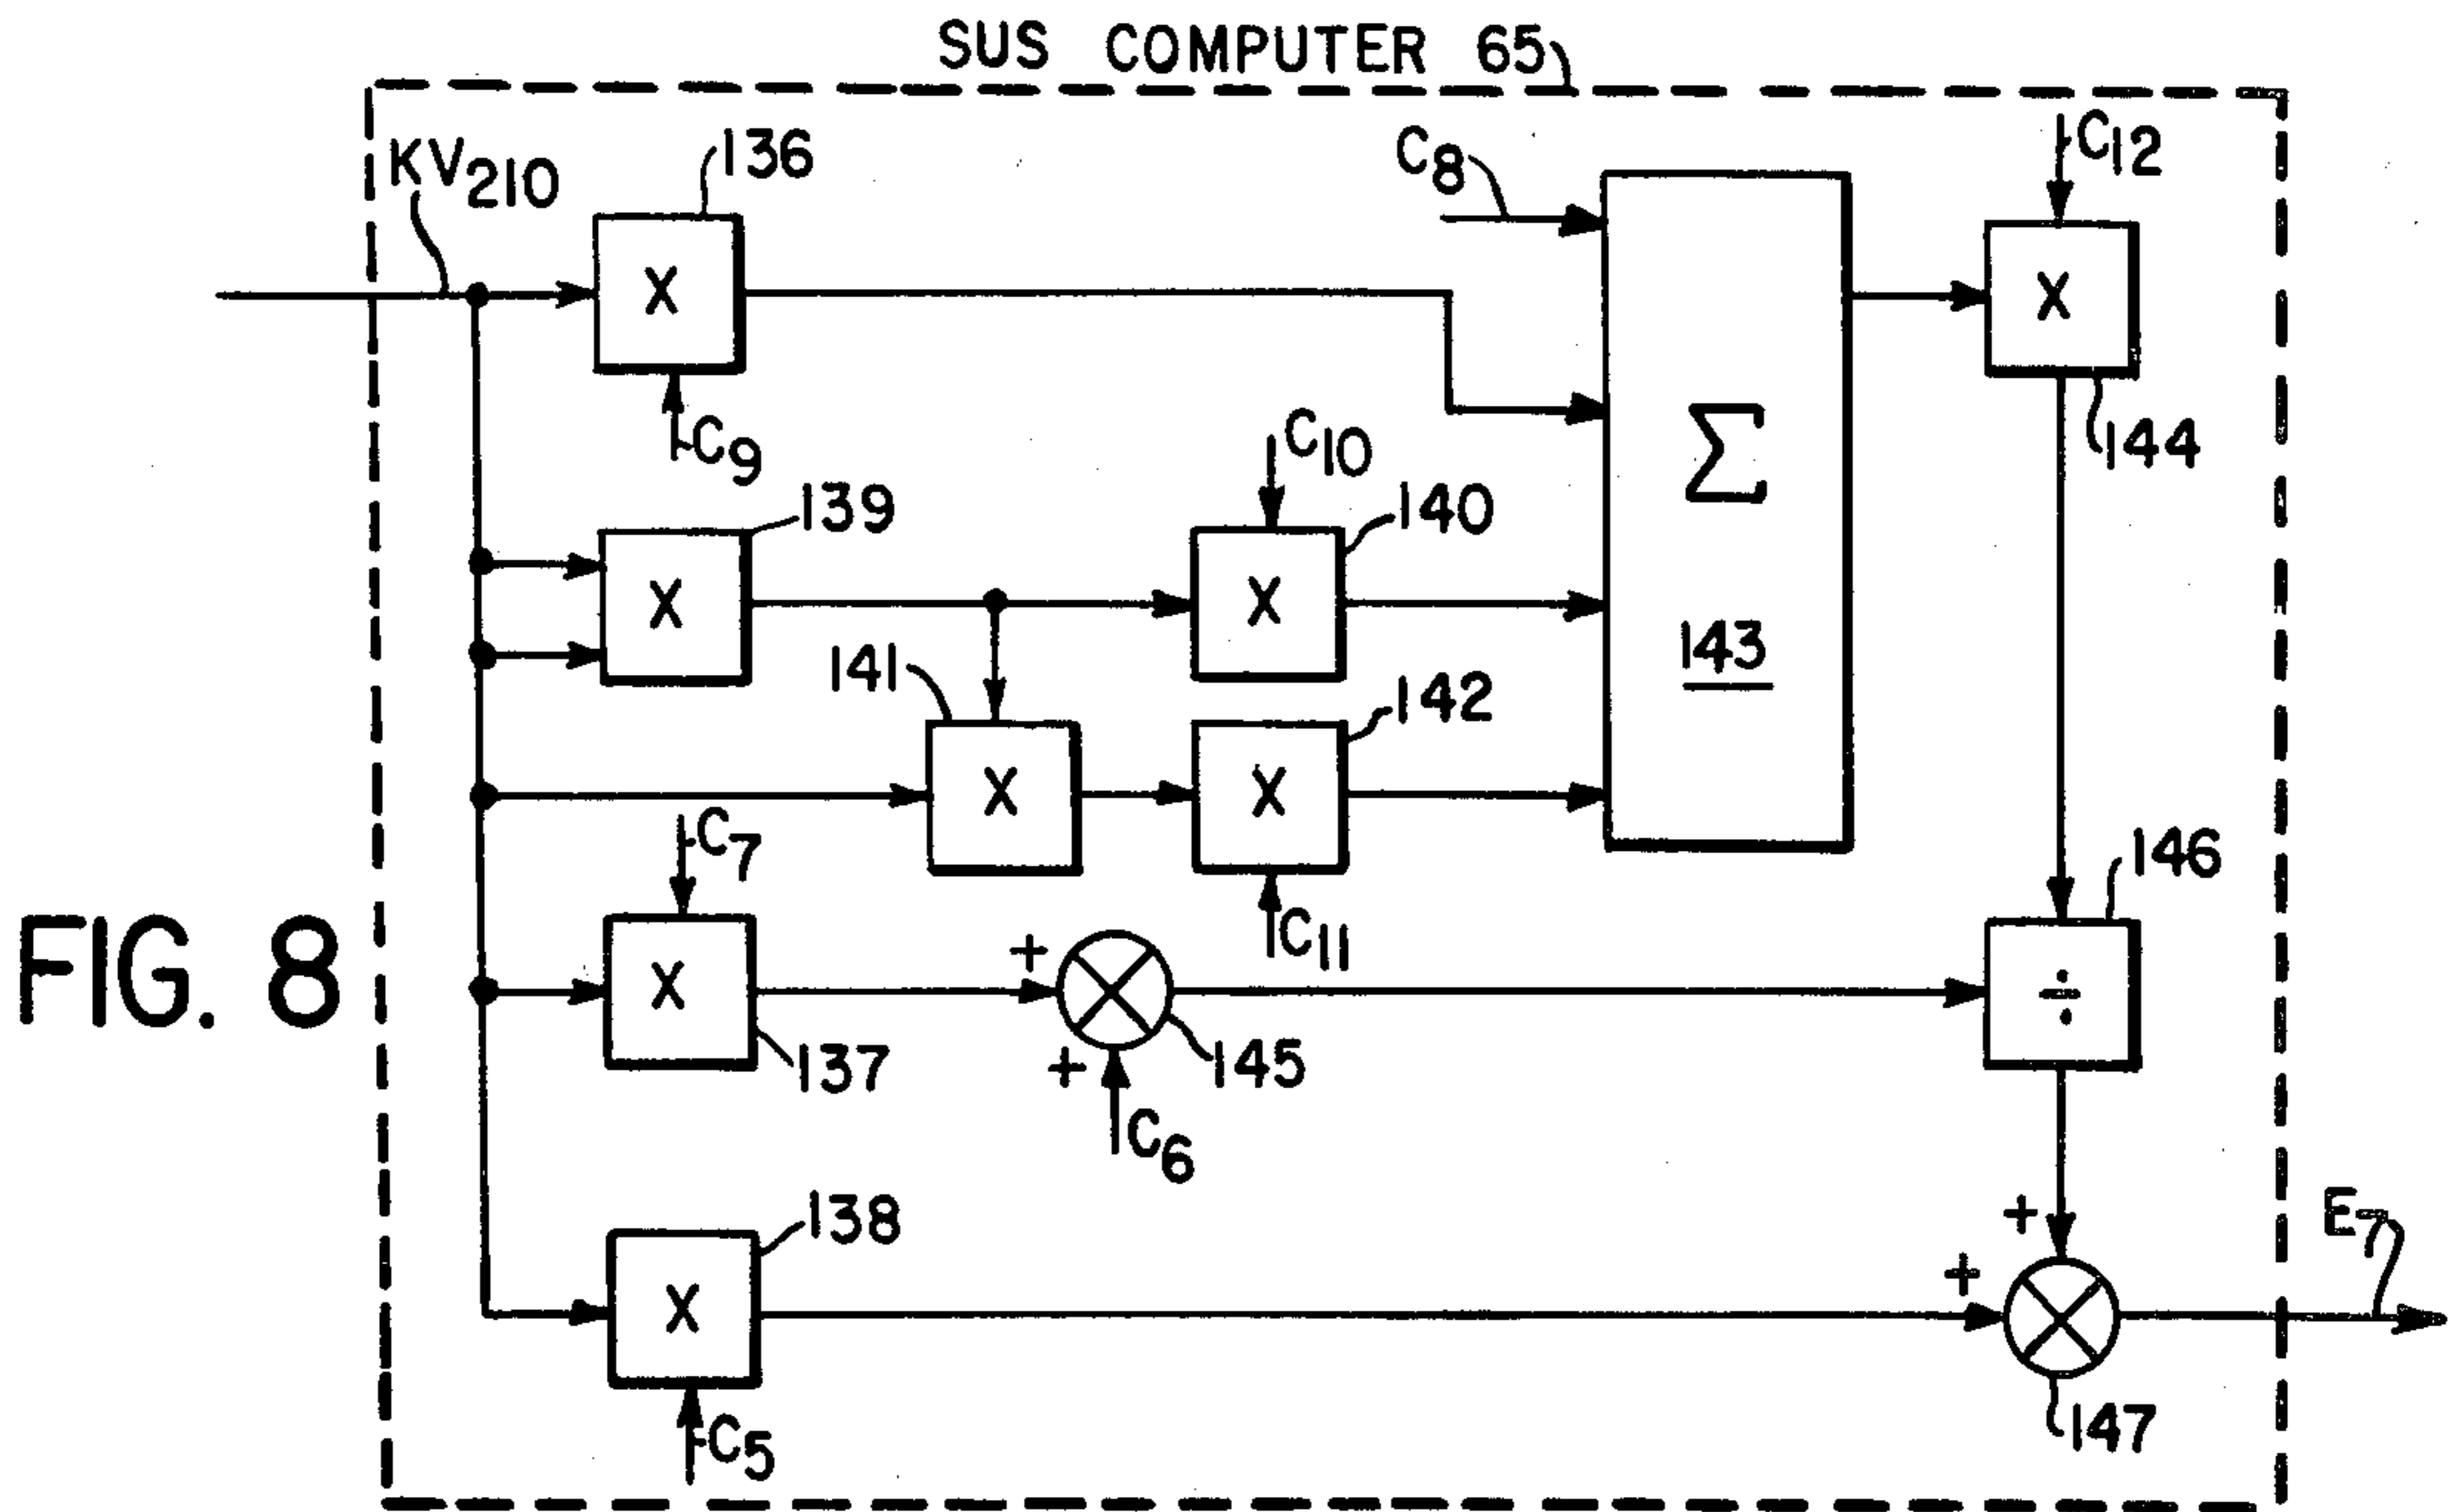 SUS COMPUTER 65
KV210
136
X
C9
C8
C12
X
144
139
X
C10
140
X
Σ
143
141
X
142
X
C11
C7
X
137
+
+
145
C6
146
÷
FIG. 8
138
X
C5
+
+
147
E7